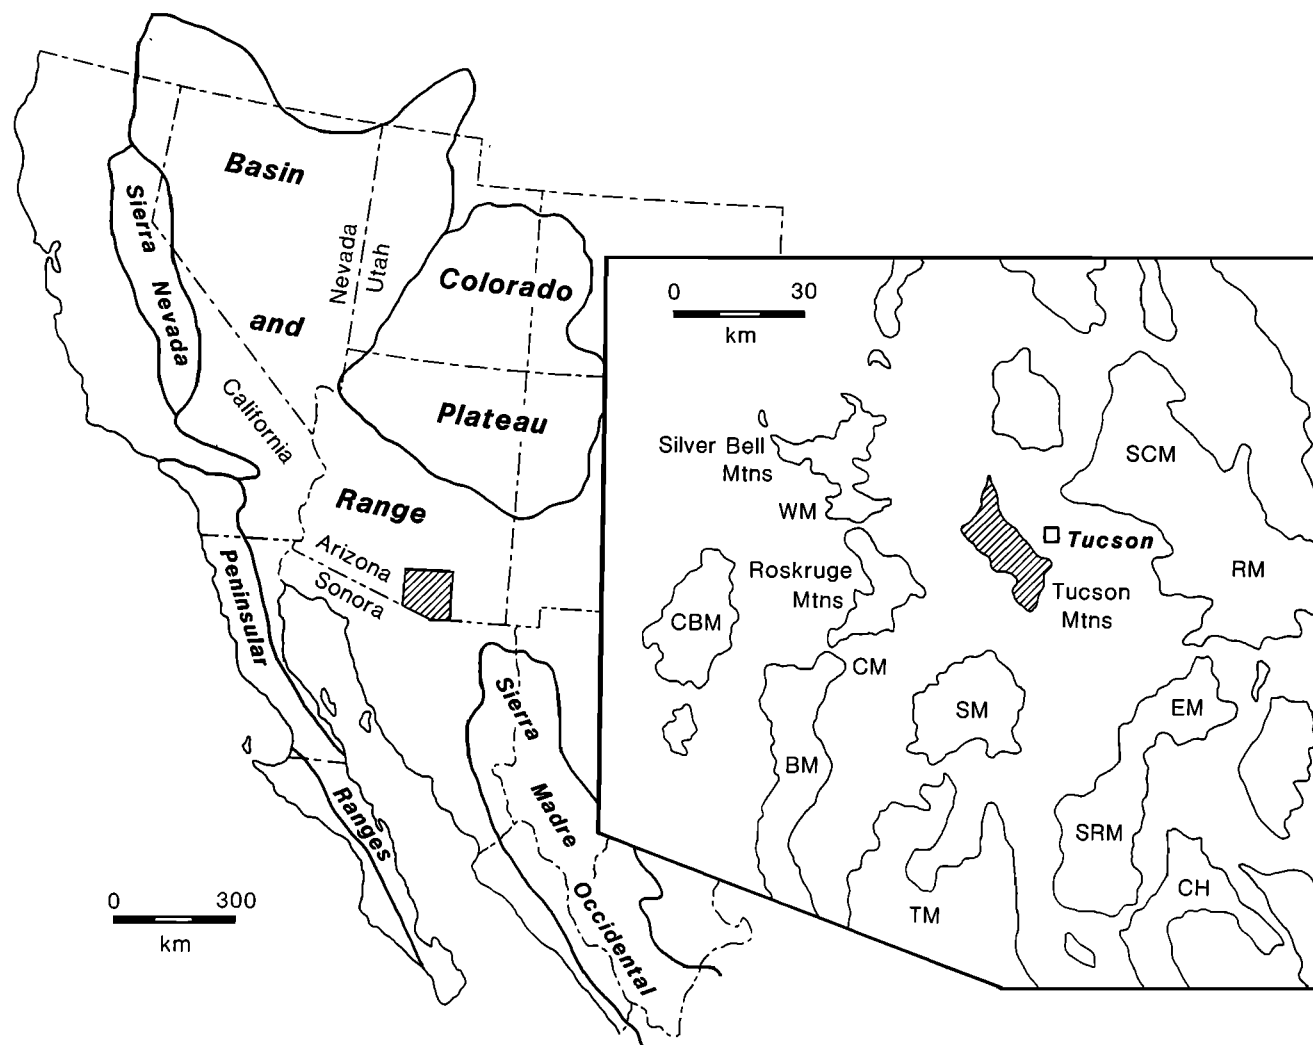 Basin
and
Range
Sierra Nevada
Nevada
Utah
Colorado
Plateau
California
Arizona
Sonora
Peninsular
Ranges
Sierra
Madre
Occidental
0 300
km
0 30
km
Silver Bell
Mtns
WM
Roskruge
Mtns
CBM
CM
BM
SCM
Tucson
Tucson
Mtns
RM
SM
EM
SRM
TM
CH